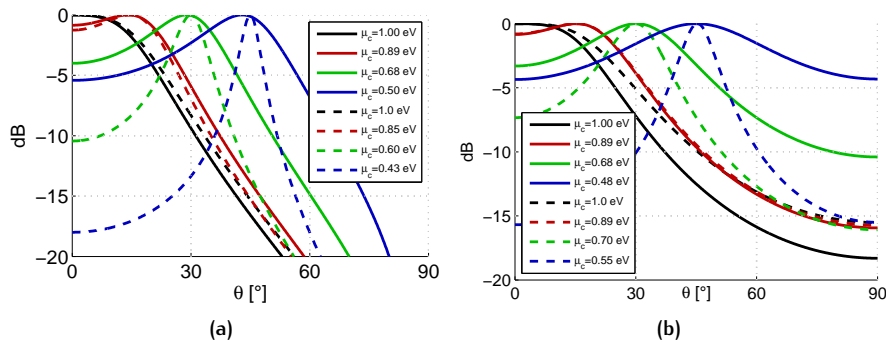 0
−5
−10
−15
−20
dB
0
30
60
90
θ [°]
μc=1.00 eV
μc=0.89 eV
μc=0.68 eV
μc=0.50 eV
μc=1.0 eV
μc=0.85 eV
μc=0.60 eV
μc=0.43 eV
(a)
0
−5
−10
−15
−20
dB
0
30
60
90
θ [°]
μc=1.00 eV
μc=0.89 eV
μc=0.68 eV
μc=0.48 eV
μc=1.0 eV
μc=0.89 eV
μc=0.70 eV
μc=0.55 eV
(b)